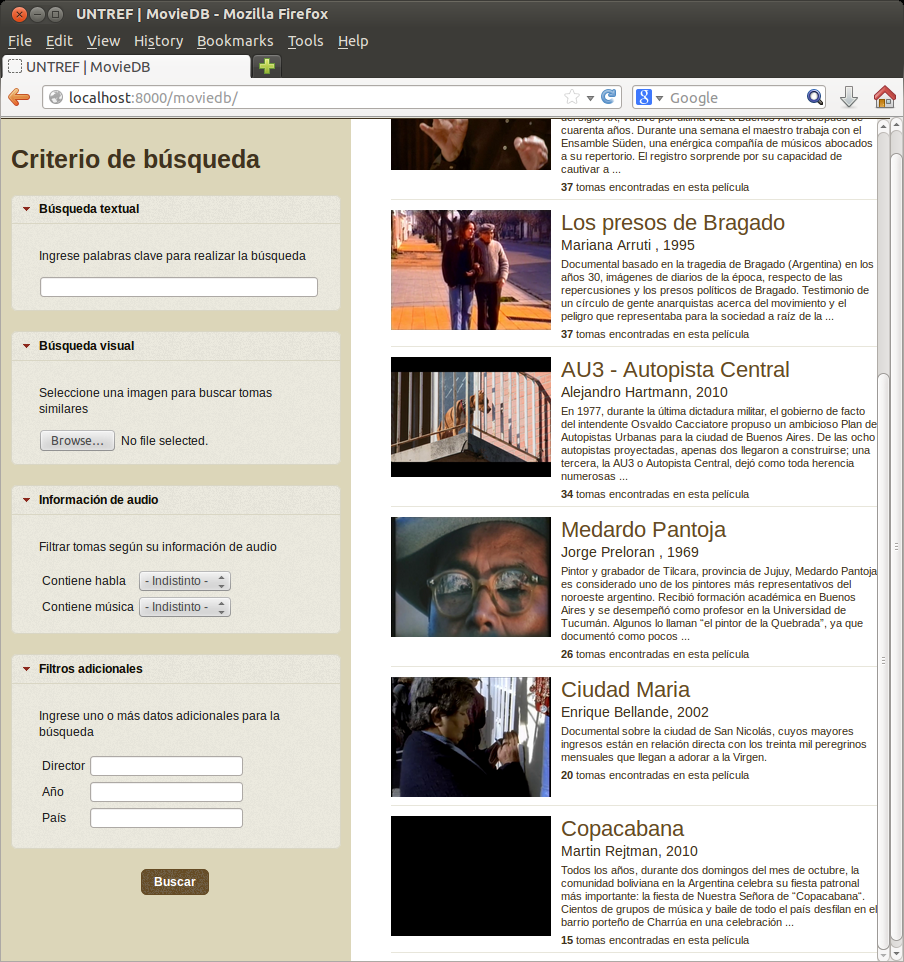 UNTREF | MovieDB - Mozilla Firefox
File Edit View History Bookmarks Tools Help
UNTREF | MovieDB
localhost:8000/moviedb/
Google
Criterio de búsqueda
Búsqueda textual
Ingrese palabras clave para realizar la búsqueda
Búsqueda visual
Seleccione una imagen para buscar tomas
similares
Browse... No file selected.
Información de audio
Filtrar tomas según su información de audio
Contiene habla - Indistinto -
Contiene música - Indistinto -
Filtros adicionales
Ingrese uno o más datos adicionales para la
búsqueda
Director
Año
País
Buscar
del siglo XX, vuelve por última vez a Buenos Aires después de
cuarenta años. Durante una semana el maestro trabaja con el
Ensamble Süden, una enérgica compañía de músicos abocados
a su repertorio. El registro sorprende por su capacidad de
cautivar a ...
37 tomas encontradas en esta película
Los presos de Bragado
Mariana Arruti , 1995
Documental basado en la tragedia de Bragado (Argentina) en los
años 30, imágenes de diarios de la época, respecto de las
repercusiones y los presos políticos de Bragado. Testimonio de
un círculo de gente anarquistas acerca del movimiento y el
peligro que representaba para la sociedad a raíz de la ...
37 tomas encontradas en esta película
AU3 - Autopista Central
Alejandro Hartmann, 2010
En 1977, durante la última dictadura militar, el gobierno de facto
del intendente Osvaldo Cacciatore propuso un ambicioso Plan de
Autopistas Urbanas para la ciudad de Buenos Aires. De las ocho
autopistas proyectadas, apenas dos llegaron a construirse; una
tercera, la AU3 o Autopista Central, dejó como toda herencia
numerosas ...
34 tomas encontradas en esta película
Medardo Pantoja
Jorge Preloran , 1969
Pintor y grabador de Tilcara, provincia de Jujuy, Medardo Pantoja
es considerado uno de los pintores más representativos del
noroeste argentino. Recibió formación académica en Buenos
Aires y se desempeñó como profesor en la Universidad de
Tucumán. Algunos lo llaman “el pintor de la Quebrada”, ya que
documentó como pocos ...
26 tomas encontradas en esta película
Ciudad Maria
Enrique Bellande, 2002
Documental sobre la ciudad de San Nicolás, cuyos mayores
ingresos están en relación directa con los treinta mil peregrinos
mensuales que llegan a adorar a la Virgen.
20 tomas encontradas en esta película
Copacabana
Martin Rejtman, 2010
Todos los años, durante dos domingos del mes de octubre, la
comunidad boliviana en la Argentina celebra su fiesta patronal
más importante: la fiesta de Nuestra Señora de “Copacabana“.
Cientos de grupos de música y baile de todo el país desfilan en el
barrio porteño de Charrúa en una celebración ...
15 tomas encontradas en esta película